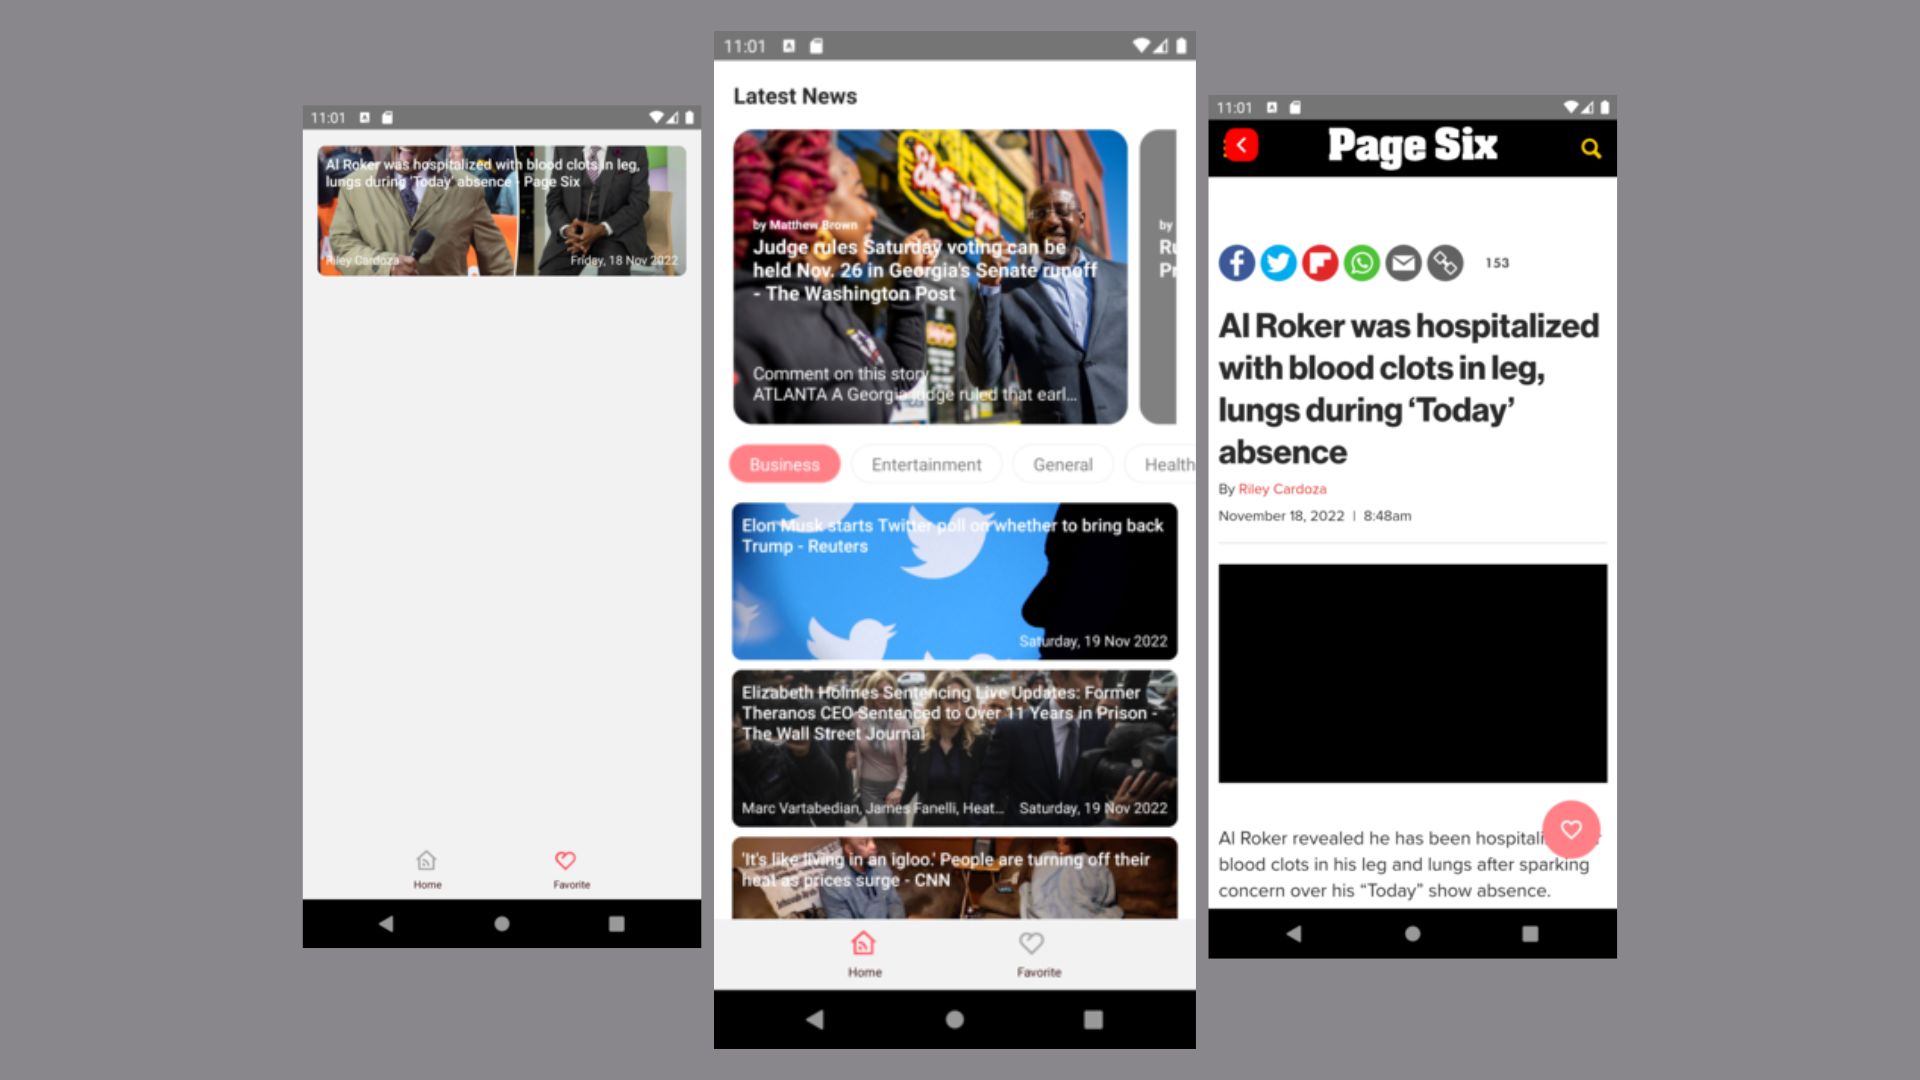 11:01
Al Roker was hospitalized with blood clots in leg,
lungs during 'Today' absence - Page Six
Riley Cardoza
Friday, 18 Nov 2022
Home
Favorite
11:01
Latest News
by Matthew Brown
Judge rules Saturday voting can be
held Nov. 26 in Georgia's Senate runoff
- The Washington Post
Comment on this story
ATLANTA A Georgia judge ruled that earl...
by
Ru
Pr
Business
Entertainment
General
Health
Elon Musk starts Twitter poll on whether to bring back
Trump - Reuters
Saturday, 19 Nov 2022
Elizabeth Holmes Sentencing Live Updates: Former
Theranos CEO Sentenced to Over 11 Years in Prison -
The Wall Street Journal
Marc Vartabedian, James Fanelli, Heat...
Saturday, 19 Nov 2022
'It's like living in an igloo.' People are turning off their
heat as prices surge - CNN
Home
Favorite
11:01
Page Six
153
Al Roker was hospitalized
with blood clots in leg,
lungs during ‘Today’
absence
By Riley Cardoza
November 18, 2022 | 8:48am
Al Roker revealed he has been hospitali
blood clots in his leg and lungs after sparking
concern over his “Today” show absence.